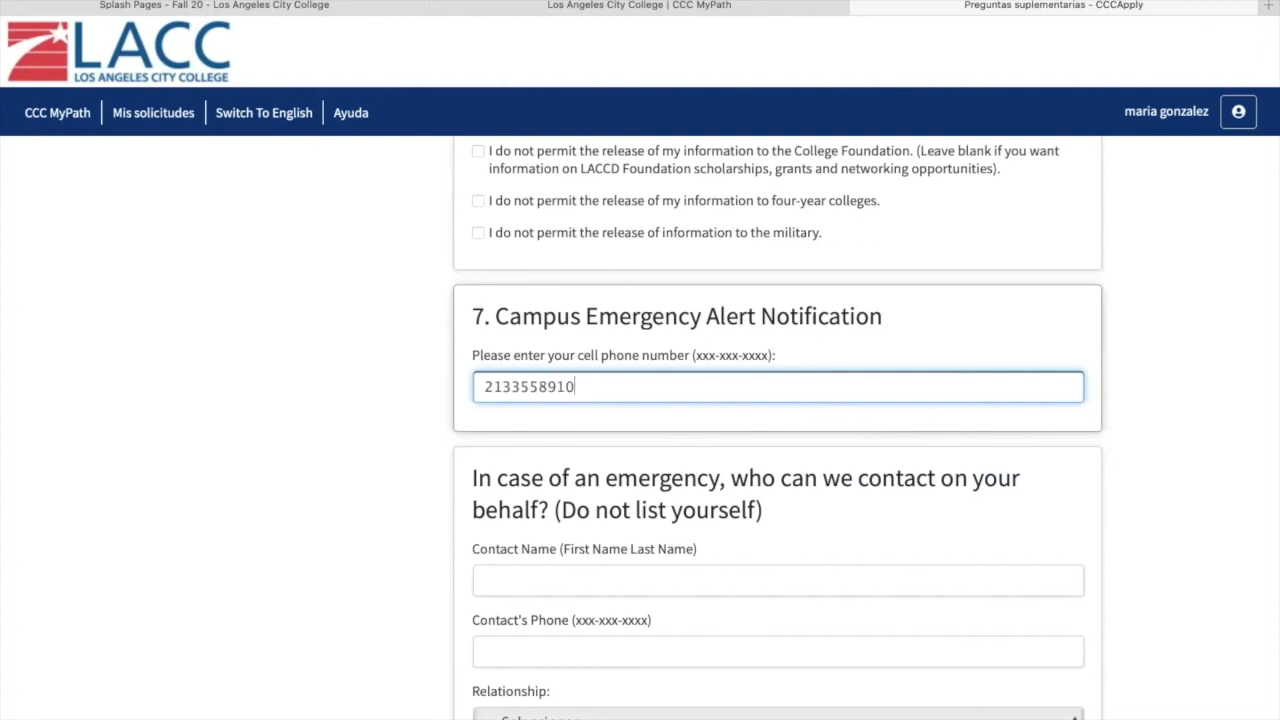 Splash Pages - Fall 20 - Los Angeles City College
Los Angeles City College | CCC MyPath
Preguntas suplementarias - CCCApply
LACC
LOS ANGELES CITY COLLEGE
CCC MyPath
Mis solicitudes
Switch To English
Ayuda
maria gonzalez
I do not permit the release of my information to the College Foundation. (Leave blank if you want
information on LACCD Foundation scholarships, grants and networking opportunities).
I do not permit the release of my information to four-year colleges.
I do not permit the release of information to the military.
7. Campus Emergency Alert Notification
Please enter your cell phone number (xxx-xxx-xxxx):
2133558910
In case of an emergency, who can we contact on your
behalf? (Do not list yourself)
Contact Name (First Name Last Name)
Contact's Phone (xxx-xxx-xxxx)
Relationship: